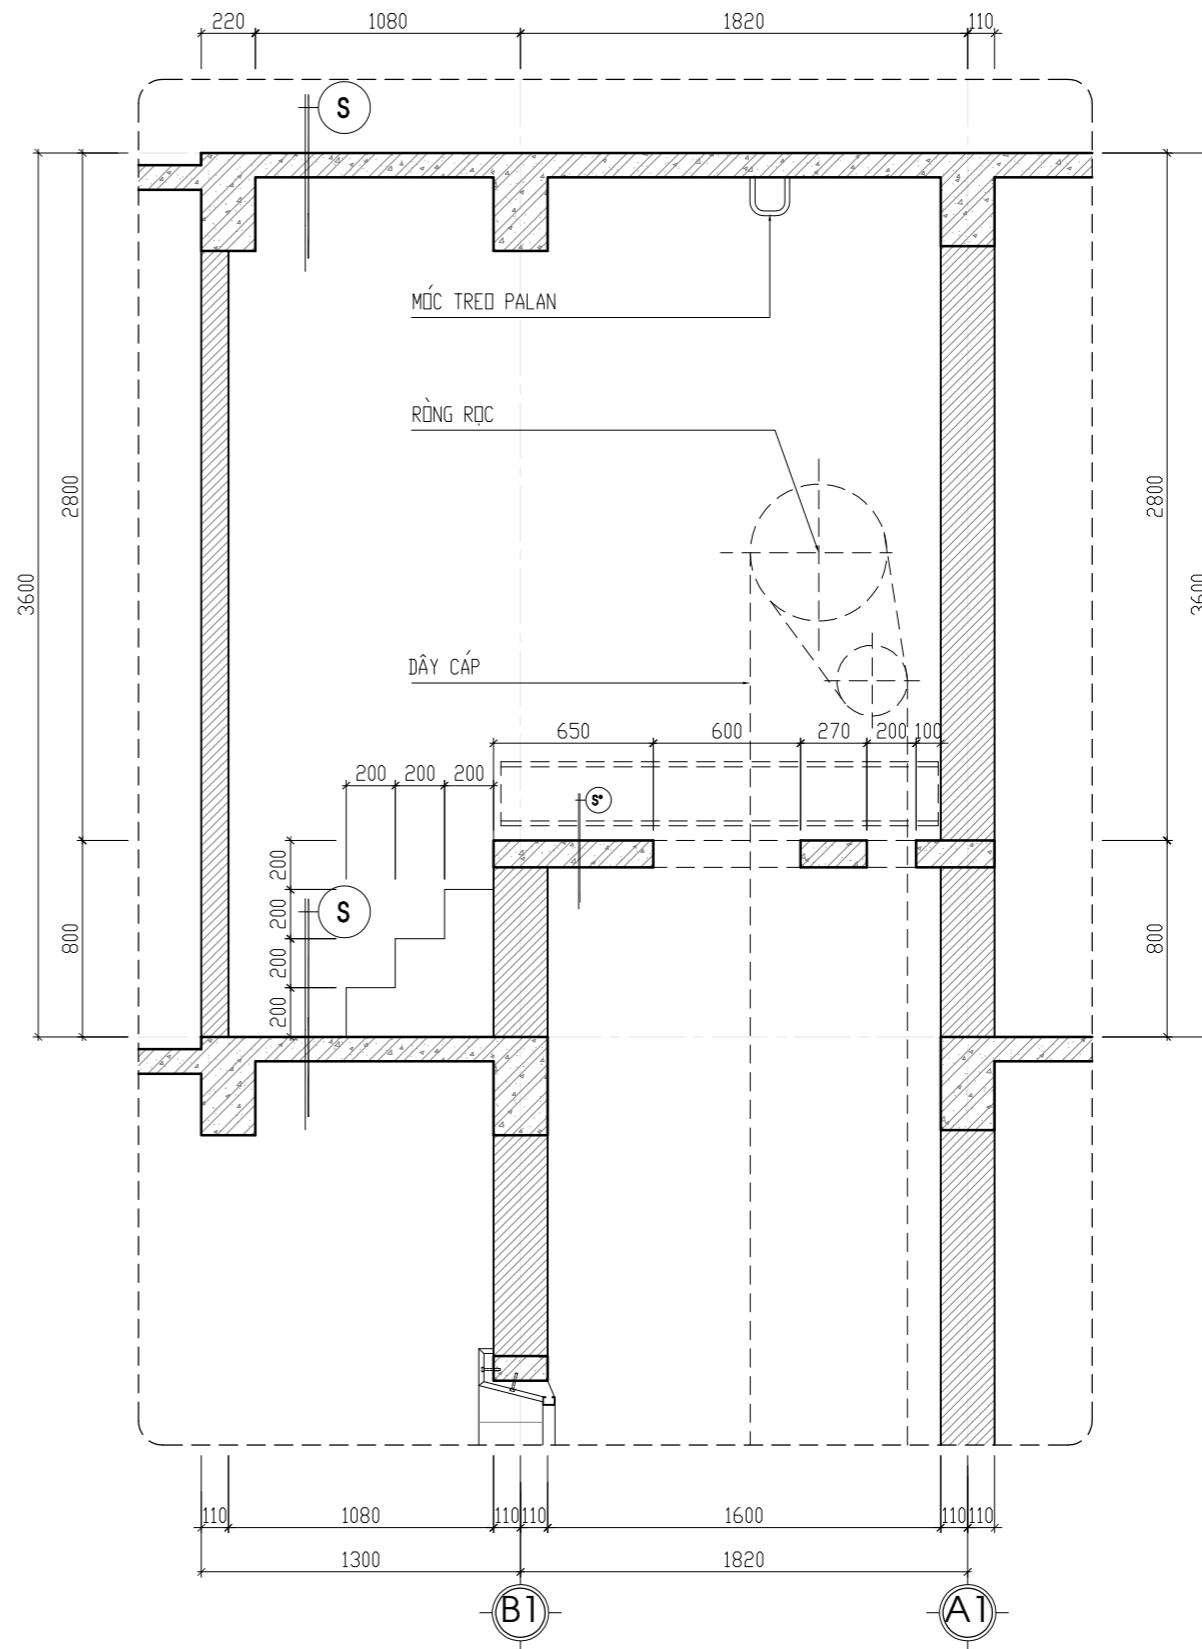 220 1080 1820 110
S
MÓC TREO PALAN
RÒNG RỌC
2800
2800
3600
3600
DÂY CÁP
650 600 270 200 100
200 200 200
S*
200
S
200
800
800
200
200
110 1080 110 110 1600 110 110
1300 1820
B1 A1